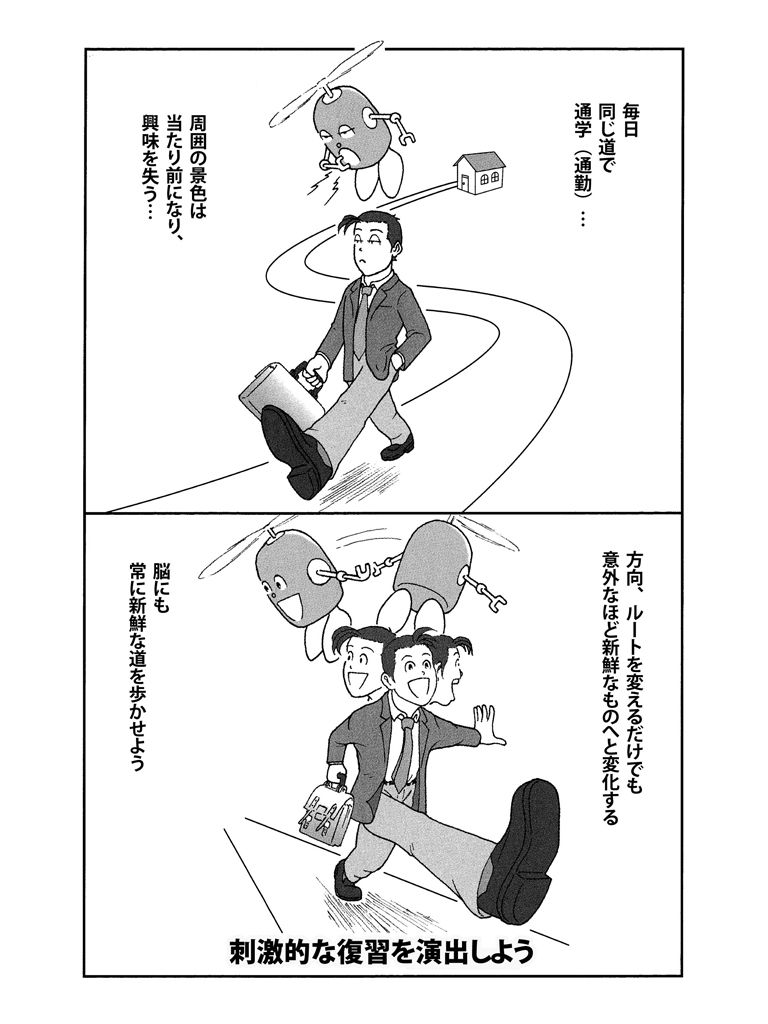 毎日
同じ道で
通学（通勤）…
周囲の景色は
当たり前になり、
興味を失う…
方向、ルートを変えるだけでも
意外なほど新鮮なものへと変化する
脳にも
常に新鮮な道を歩かせよう
刺激的な復習を演出しよう